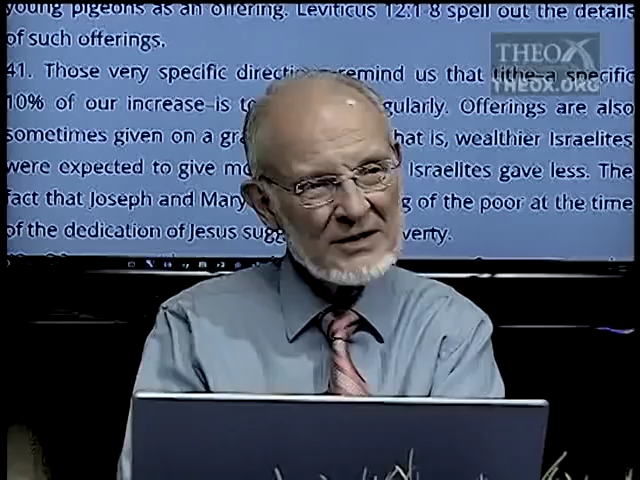 young pigeons as an offering. Leviticus 12:1-8 spell out the details
of such offerings.
41. Those very specific directi remind us that tithe–a specific
10% of our increase–is t gularly. Offerings are also
sometimes given on a gra hat is, wealthier Israelites
were expected to give mo Israelites gave less. The
fact that Joseph and Mary g of the poor at the time
of the dedication of Jesus sugg verty.
THEOX
THEOX.ORG